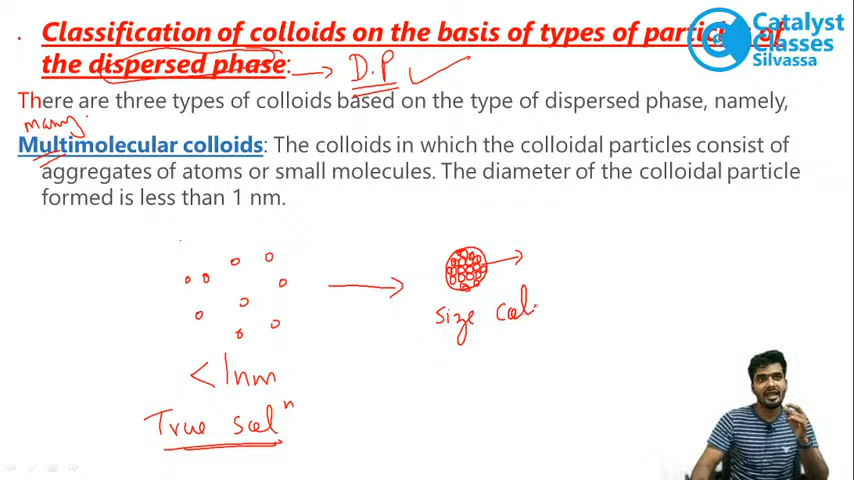 Classification of colloids on the basis of types of particles of
the dispersed phase: → D.P
There are three types of colloids based on the type of dispersed phase, namely,
many
Multimolecular colloids: The colloids in which the colloidal particles consist of
aggregates of atoms or small molecules. The diameter of the colloidal particle
formed is less than 1 nm.
size col
< 1nm
True solⁿ
Catalyst
Classes
Silvassa